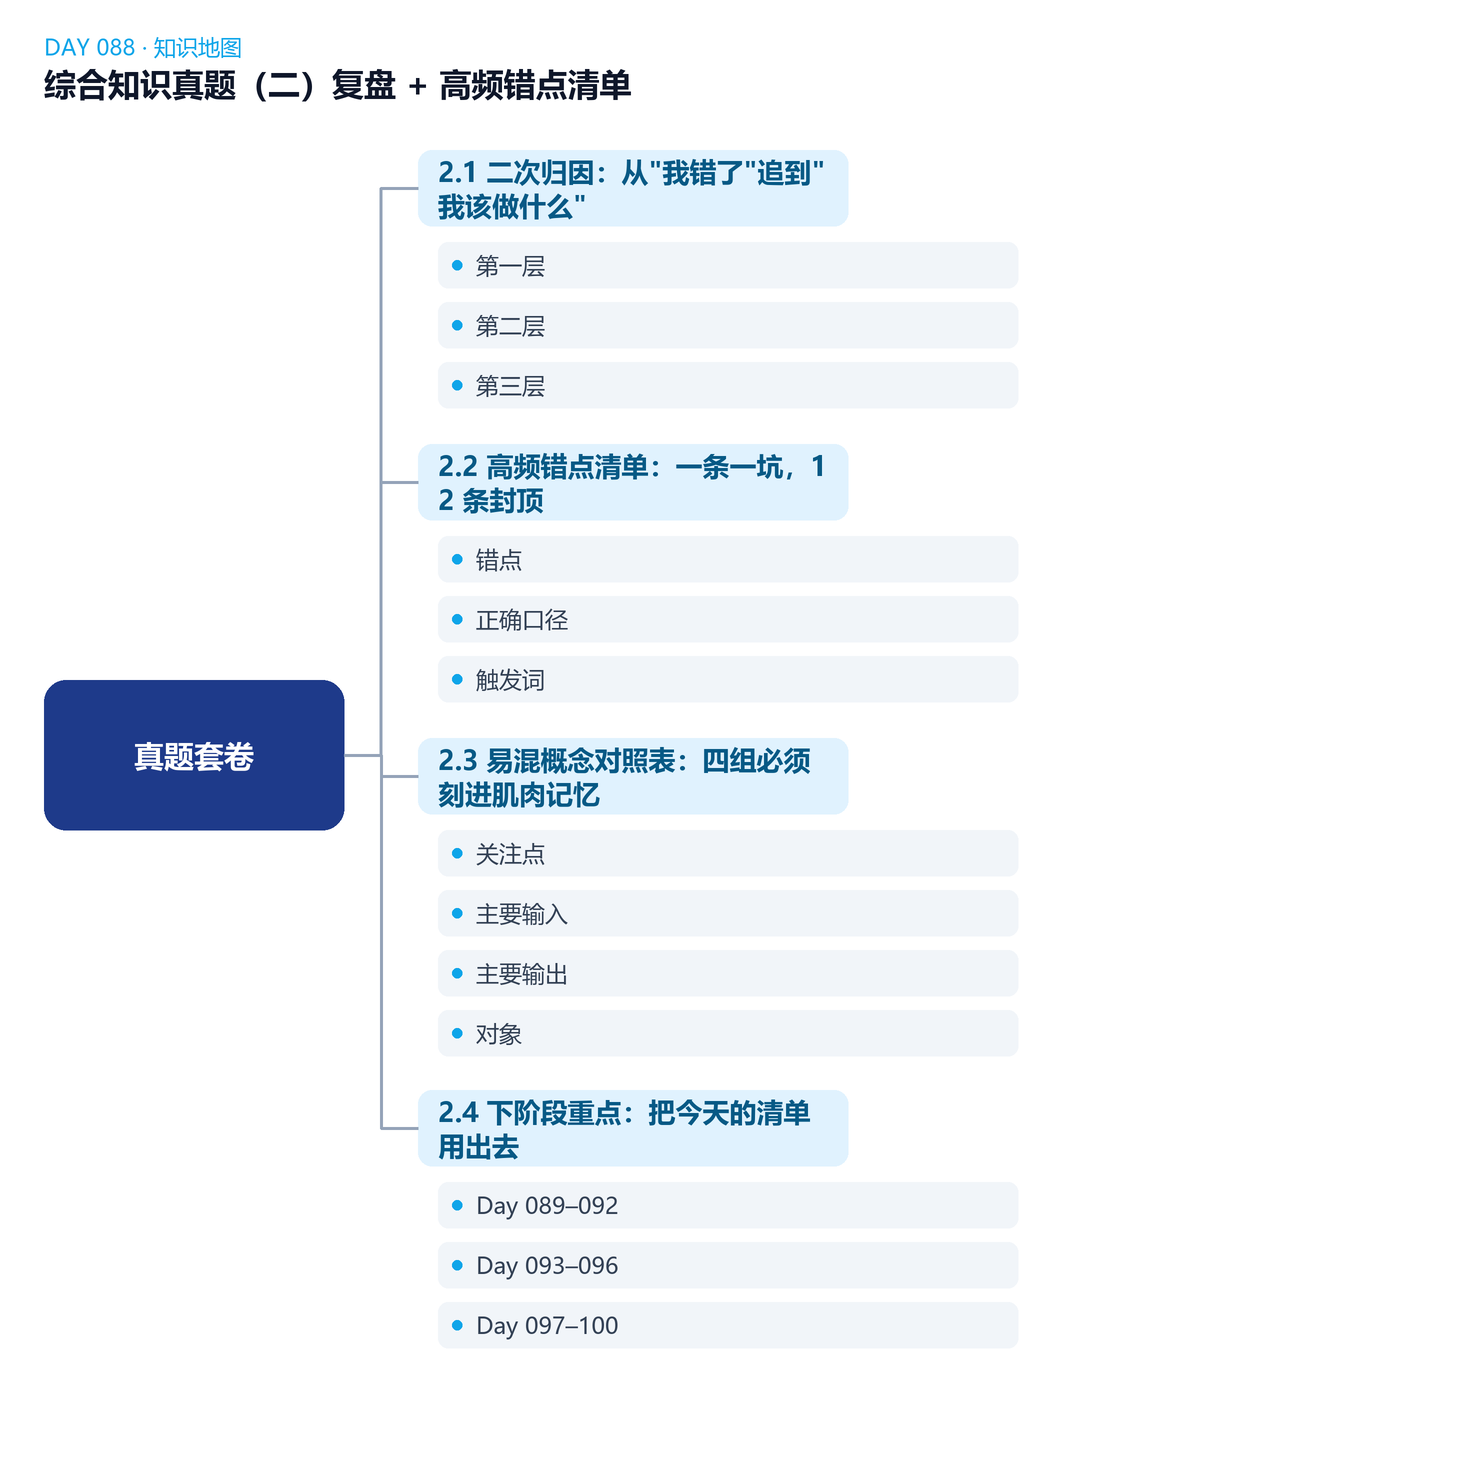 DAY 088 · 知识地图
综合知识真题（二）复盘 + 高频错点清单
2.1 二次归因：从"我错了"追到"
我该做什么"
第一层
第二层
第三层
2.2 高频错点清单：一条一坑，1
2 条封顶
错点
正确口径
触发词
真题套卷
2.3 易混概念对照表：四组必须
刻进肌肉记忆
关注点
主要输入
主要输出
对象
2.4 下阶段重点：把今天的清单
用出去
Day 089–092
Day 093–096
Day 097–100